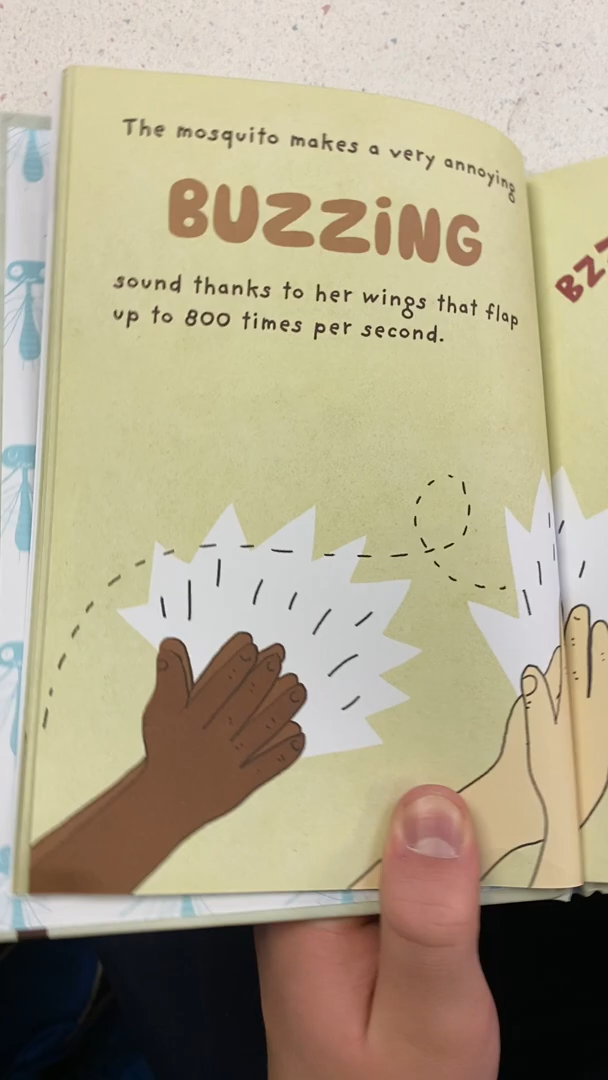 The mosquito makes a very annoying
BUZZiNG
sound thanks to her wings that flap
up to 800 times per second.